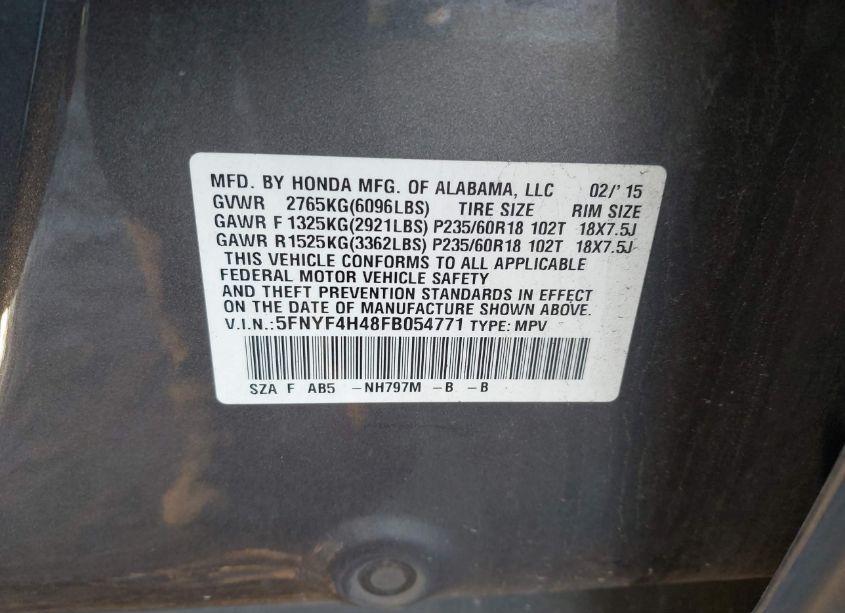 MFD. BY HONDA MFG. OF ALABAMA, LLC 02/' 15
GVWR 2765KG(6096LBS) TIRE SIZE RIM SIZE
GAWR F 1325KG(2921LBS) P235/60R18 102T 18X7.5J
GAWR R1525KG(3362LBS) P235/60R18 102T 18X7.5J
THIS VEHICLE CONFORMS TO ALL APPLICABLE
FEDERAL MOTOR VEHICLE SAFETY
AND THEFT PREVENTION STANDARDS IN EFFECT
ON THE DATE OF MANUFACTURE SHOWN ABOVE.
V.I.N.:5FNYF4H48FB054771 TYPE: MPV
SZA F AB5 -NH797M -B -B